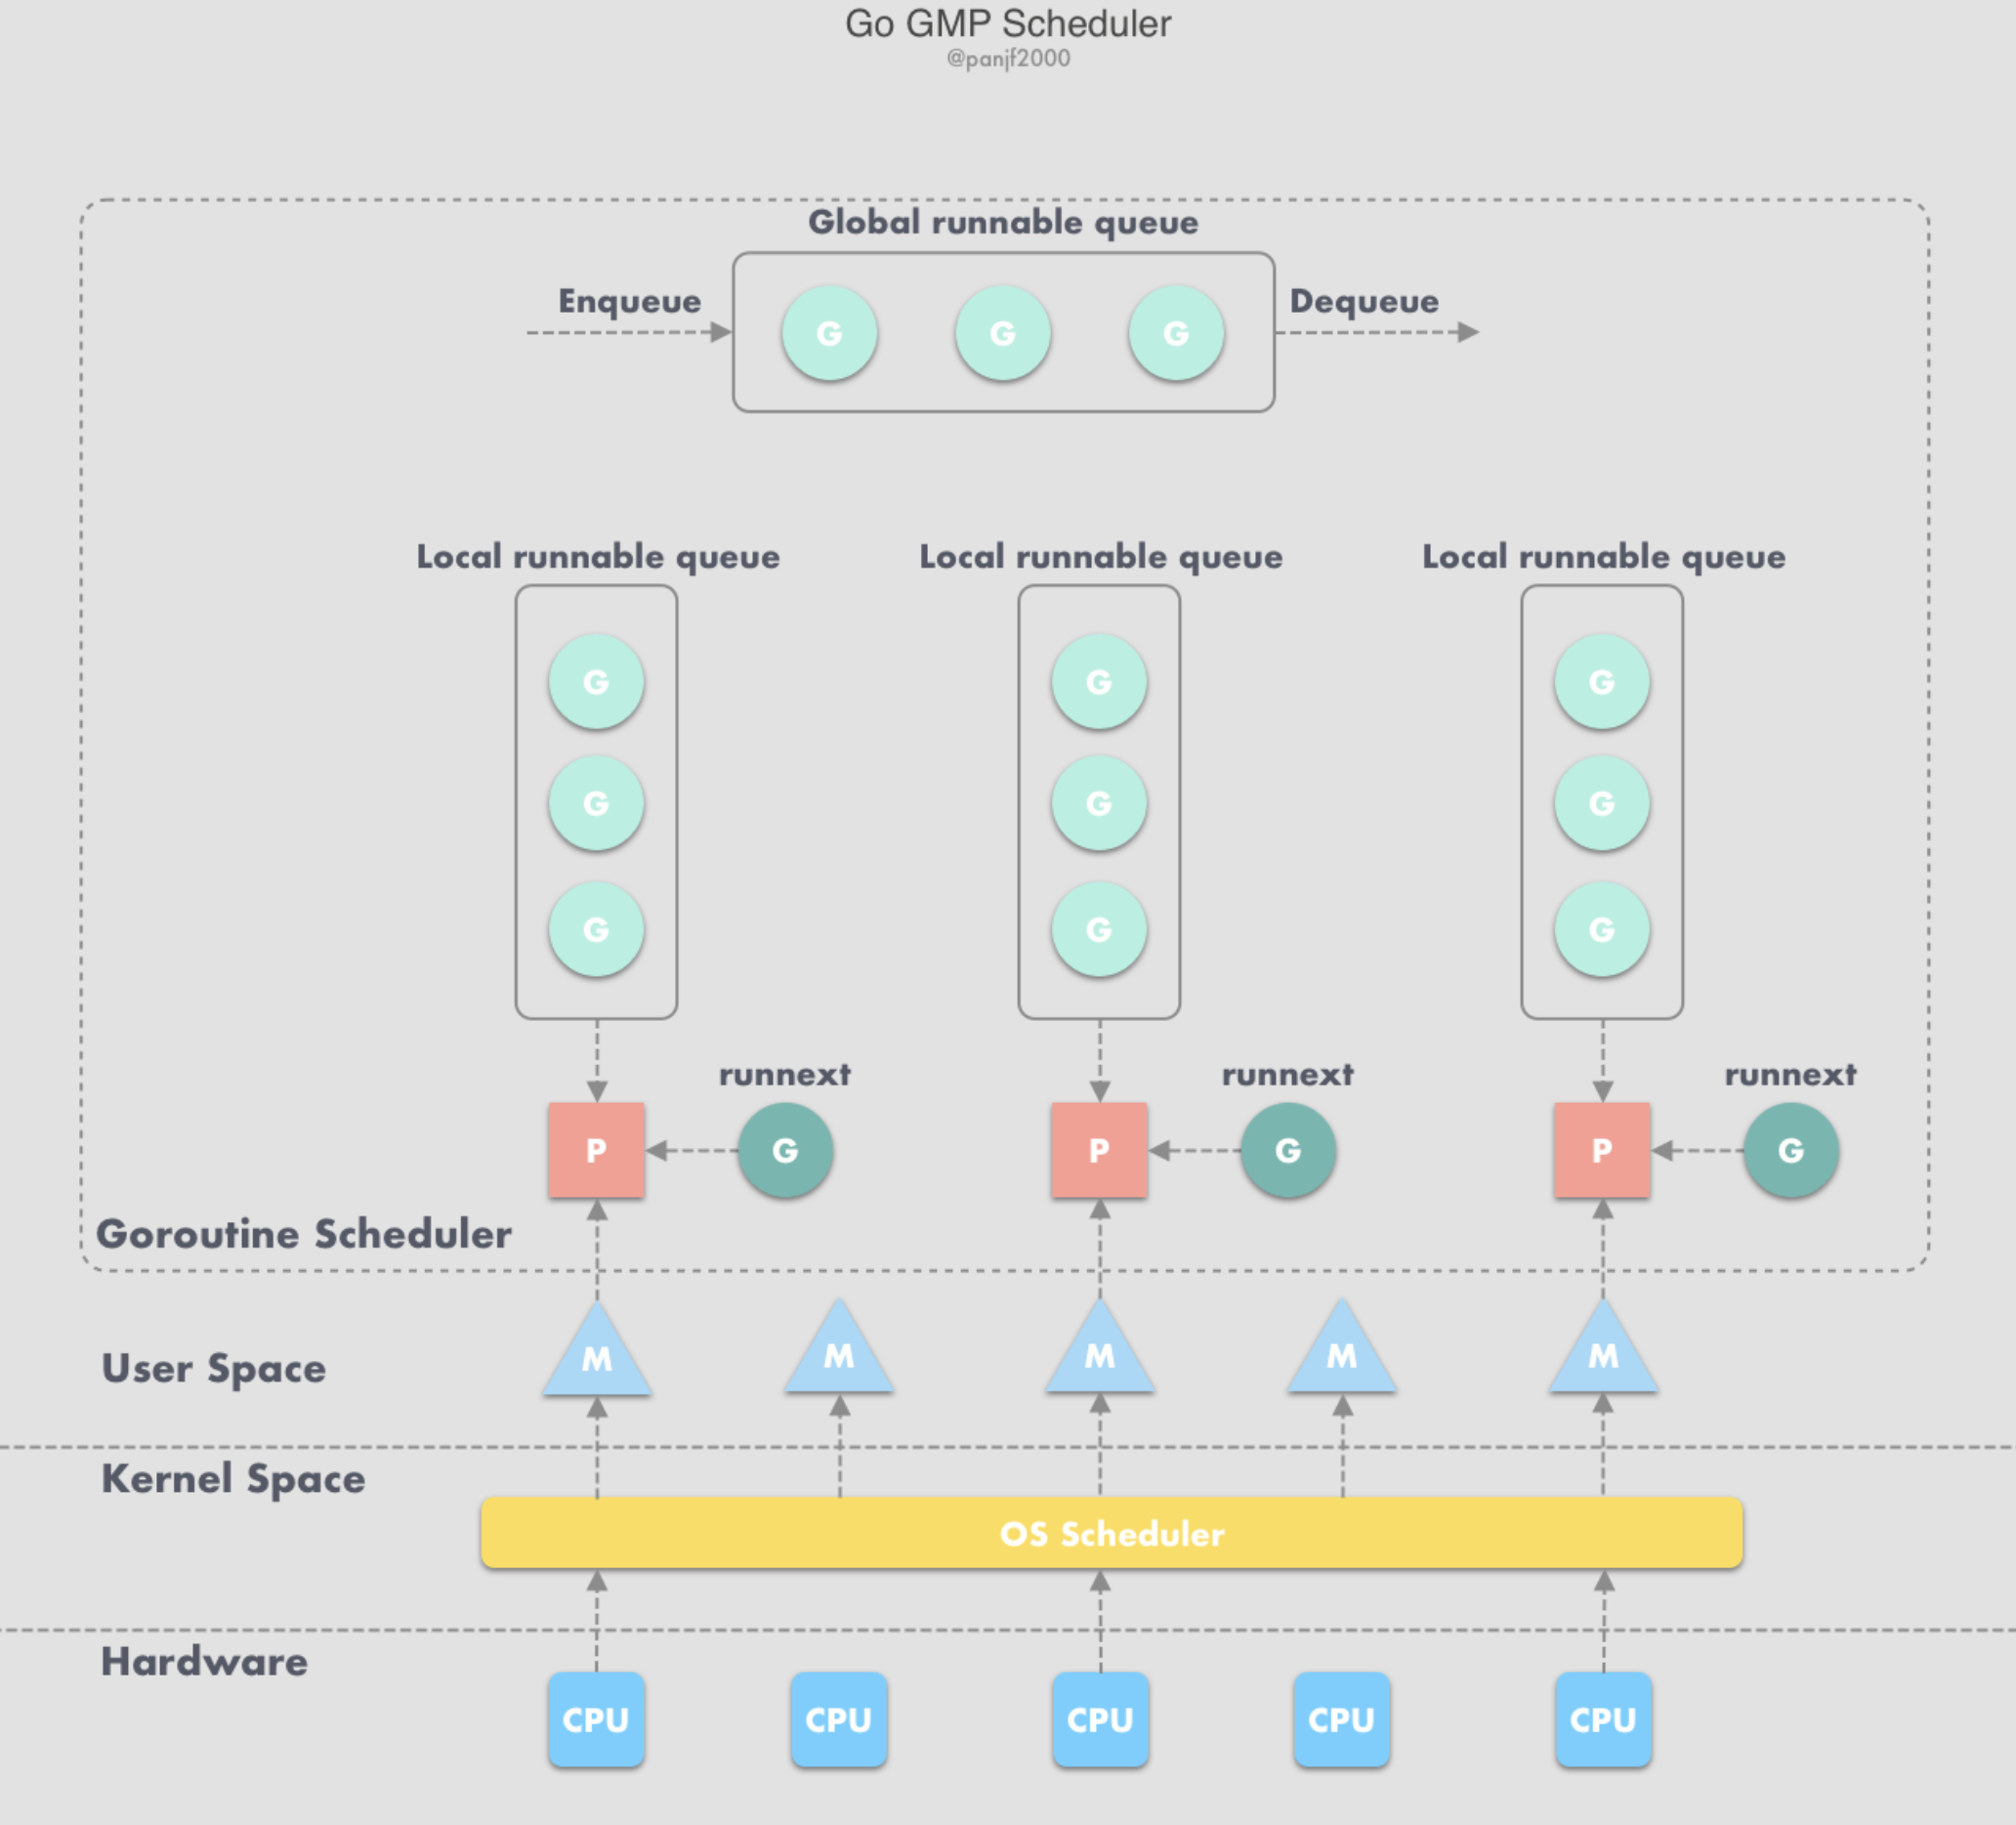 Go GMP Scheduler
@panjf2000
Global runnable queue
Enqueue
Dequeue
G G G
Local runnable queue
Local runnable queue
Local runnable queue
G G G
G G G
G G G
runnext
runnext
runnext
P G P G P G
Goroutine Scheduler
M M M M M
User Space
Kernel Space
OS Scheduler
Hardware
CPU CPU CPU CPU CPU